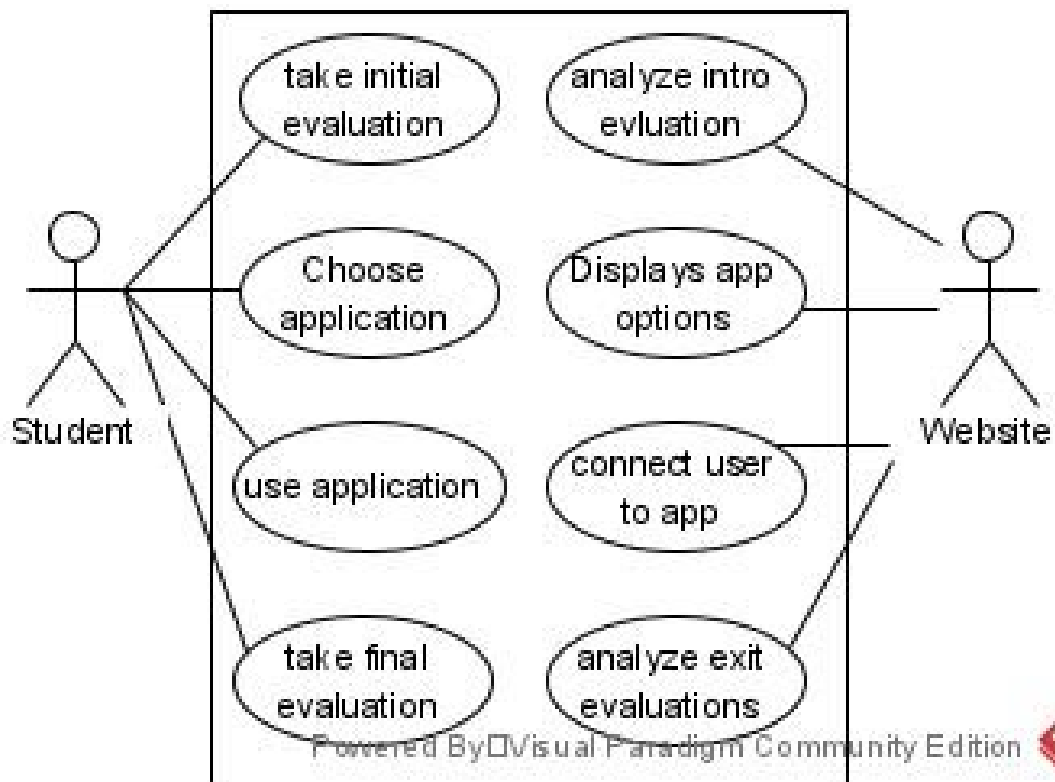 take initial
evaluation
analyze intro
evluation
Choose
application
Displays app
options
Student
Website
use application
connect user
to app
take final
evaluation
analyze exit
evaluations
Powered By□Visual Paradigm Community Edition